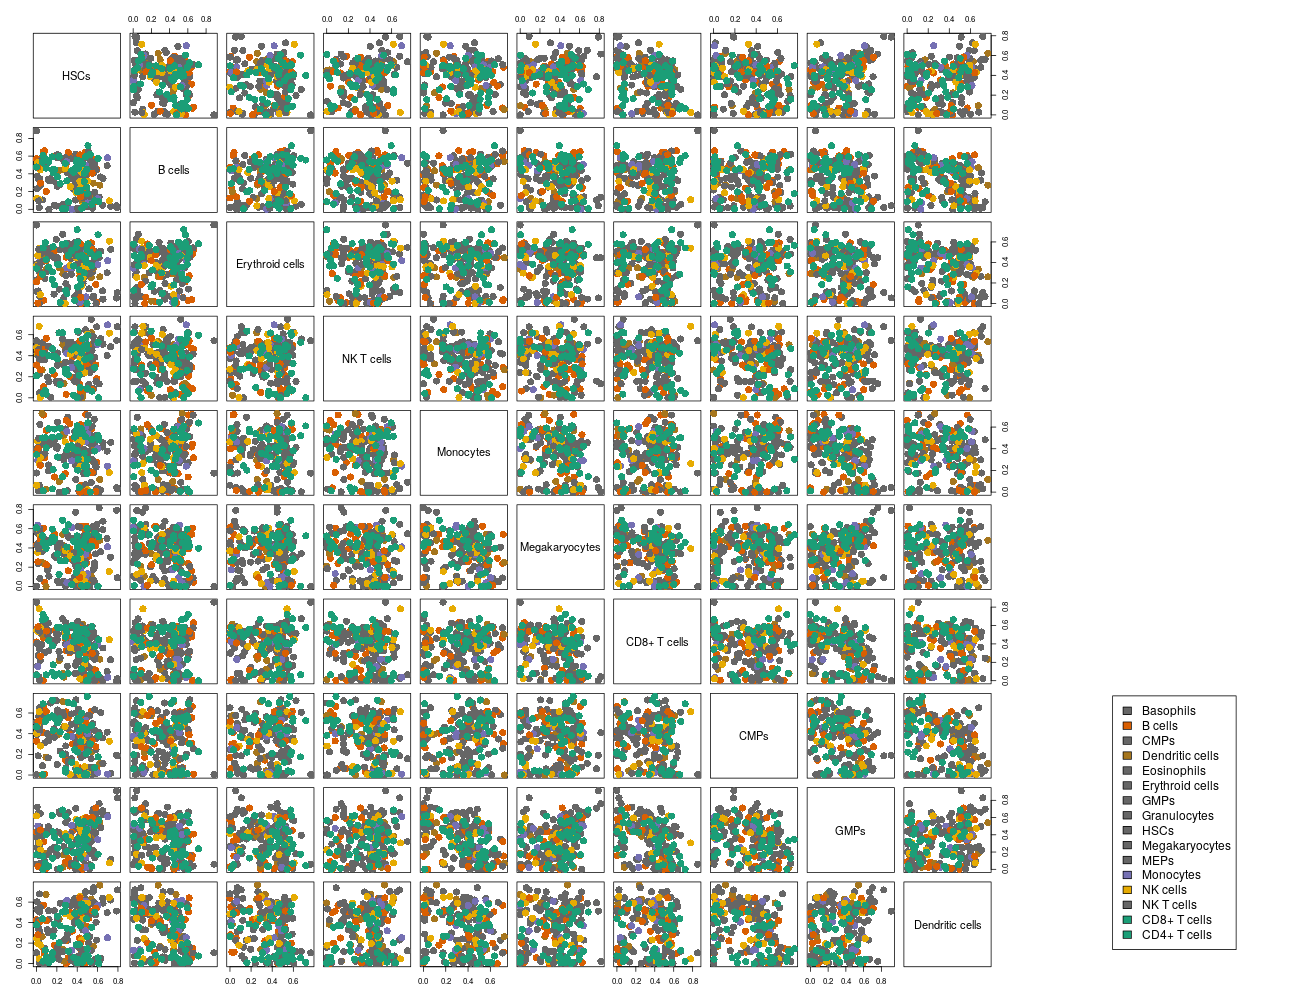 0.0 0.2 0.4 0.6 0.8
0.0 0.2 0.4 0.6
0.0 0.2 0.4 0.6 0.8
0.0 0.2 0.4 0.6
0.0 0.2 0.4 0.6
HSCs
0.0 0.2 0.4 0.6 0.8
0.0 0.2 0.4 0.6 0.8
B cells
Erythroid cells
0.0 0.2 0.4 0.6
0.0 0.2 0.4 0.6
NK T cells
Monocytes
0.0 0.2 0.4 0.6
0.0 0.2 0.4 0.6 0.8
Megakaryocytes
CD8+ T cells
0.0 0.2 0.4 0.6 0.8
0.0 0.2 0.4 0.6
CMPs
GMPs
0.0 0.2 0.4 0.6 0.8
0.0 0.2 0.4 0.6
Dendritic cells
0.0 0.2 0.4 0.6 0.8
0.0 0.2 0.4 0.6
0.0 0.2 0.4 0.6
0.0 0.2 0.4 0.6 0.8
0.0 0.2 0.4 0.6 0.8
Basophils
B cells
CMPs
Dendritic cells
Eosinophils
Erythroid cells
GMPs
Granulocytes
HSCs
Megakaryocytes
MEPs
Monocytes
NK cells
NK T cells
CD8+ T cells
CD4+ T cells